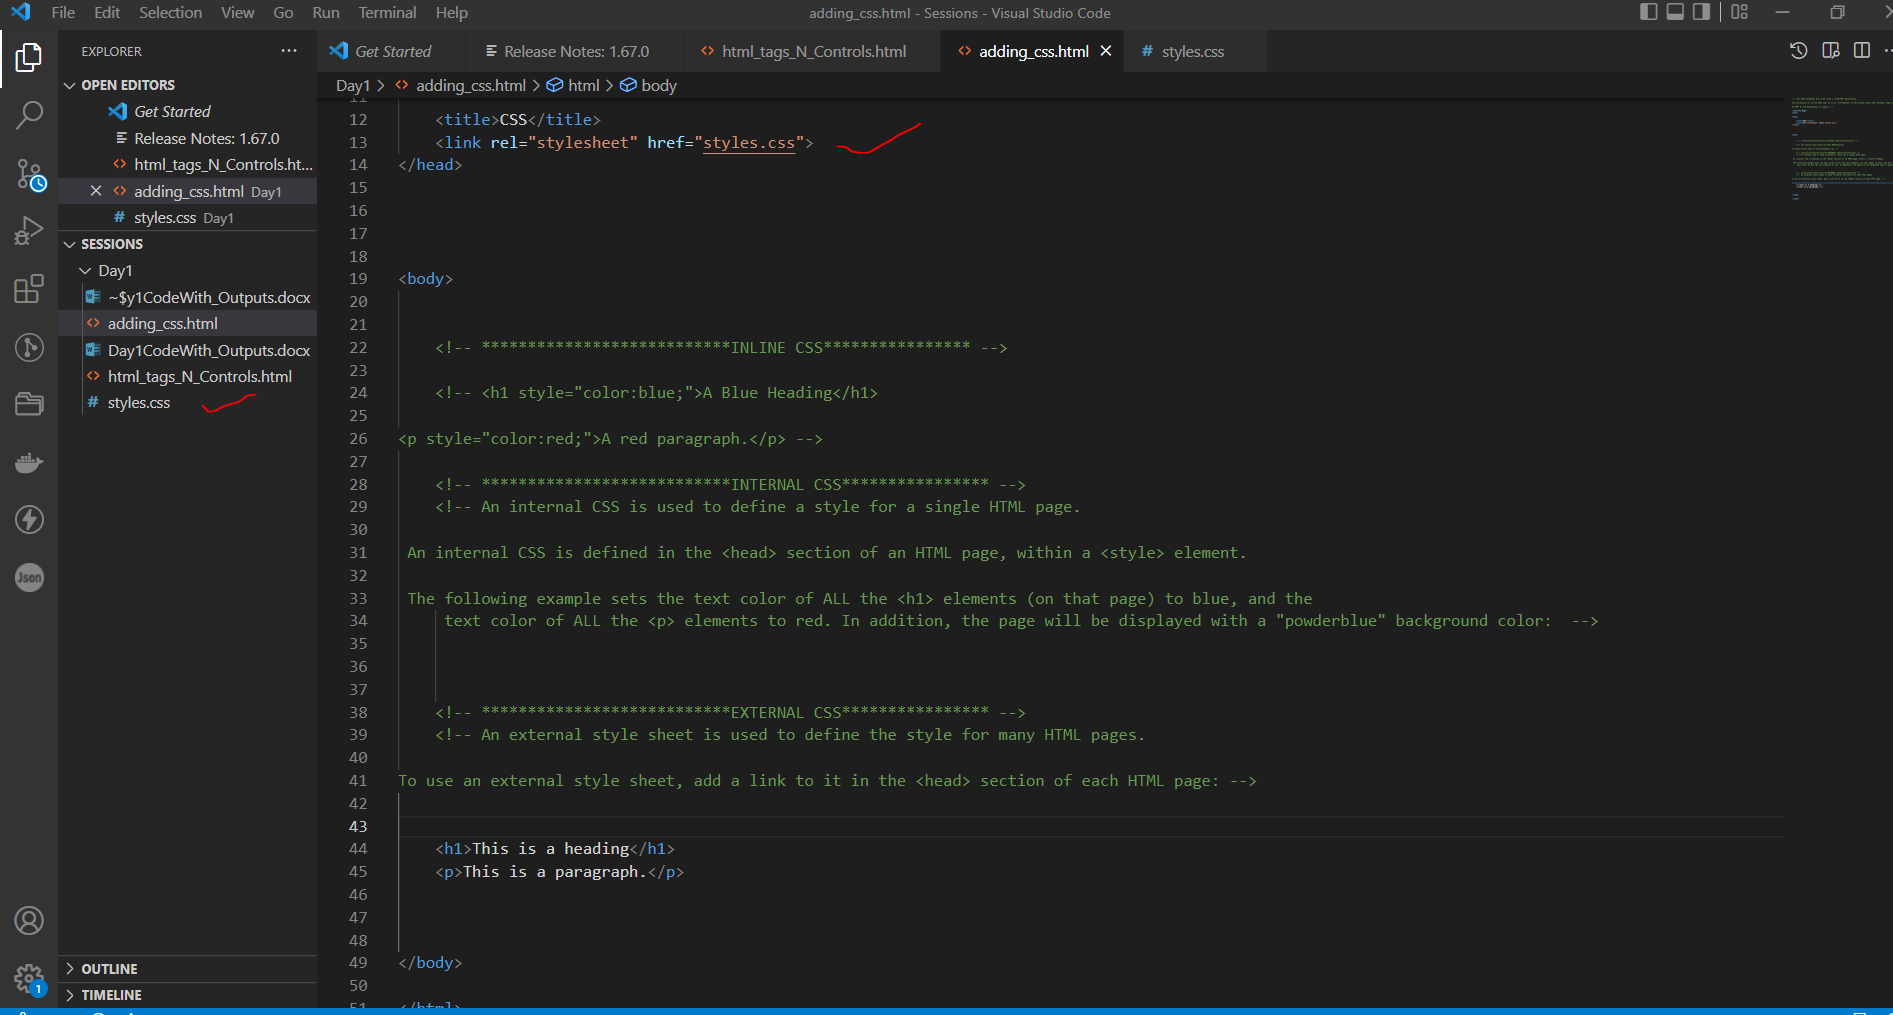 File Edit Selection View Go Run Terminal Help
adding_css.html - Sessions - Visual Studio Code
EXPLORER
OPEN EDITORS
Get Started
Release Notes: 1.67.0
html_tags_N_Controls.ht...
adding_css.html Day1
styles.css Day1
SESSIONS
Day1
~$y1CodeWith_Outputs.docx
adding_css.html
Day1CodeWith_Outputs.docx
html_tags_N_Controls.html
styles.css
OUTLINE
TIMELINE
Json
1
Get Started Release Notes: 1.67.0 html_tags_N_Controls.html adding_css.html styles.css
Day1 > adding_css.html > html > body
11
12 <title>CSS</title>
13 <link rel="stylesheet" href="styles.css">
14 </head>
15
16
17
18
19 <body>
20
21
22 <!-- ***************************INLINE CSS**************** -->
23
24 <!-- <h1 style="color:blue;">A Blue Heading</h1>
25
26 <p style="color:red;">A red paragraph.</p> -->
27
28 <!-- ***************************INTERNAL CSS**************** -->
29 <!-- An internal CSS is used to define a style for a single HTML page.
30
31 An internal CSS is defined in the <head> section of an HTML page, within a <style> element.
32
33 The following example sets the text color of ALL the <h1> elements (on that page) to blue, and the
34 text color of ALL the <p> elements to red. In addition, the page will be displayed with a "powderblue" background color: -->
35
36
37
38 <!-- ***************************EXTERNAL CSS**************** -->
39 <!-- An external style sheet is used to define the style for many HTML pages.
40
41 To use an external style sheet, add a link to it in the <head> section of each HTML page: -->
42
43
44 <h1>This is a heading</h1>
45 <p>This is a paragraph.</p>
46
47
48
49 </body>
50
51 </html>